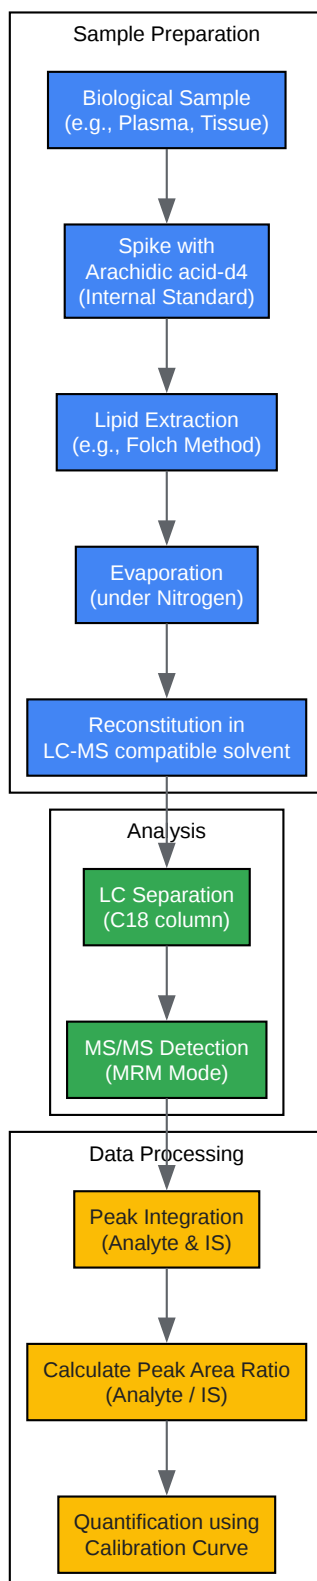 Sample Preparation
Biological Sample
(e.g., Plasma, Tissue)
Spike with
Arachidic acid-d4
(Internal Standard)
Lipid Extraction
(e.g., Folch Method)
Evaporation
(under Nitrogen)
Reconstitution in
LC-MS compatible solvent
Analysis
LC Separation
(C18 column)
MS/MS Detection
(MRM Mode)
Data Processing
Peak Integration
(Analyte & IS)
Calculate Peak Area Ratio
(Analyte / IS)
Quantification using
Calibration Curve